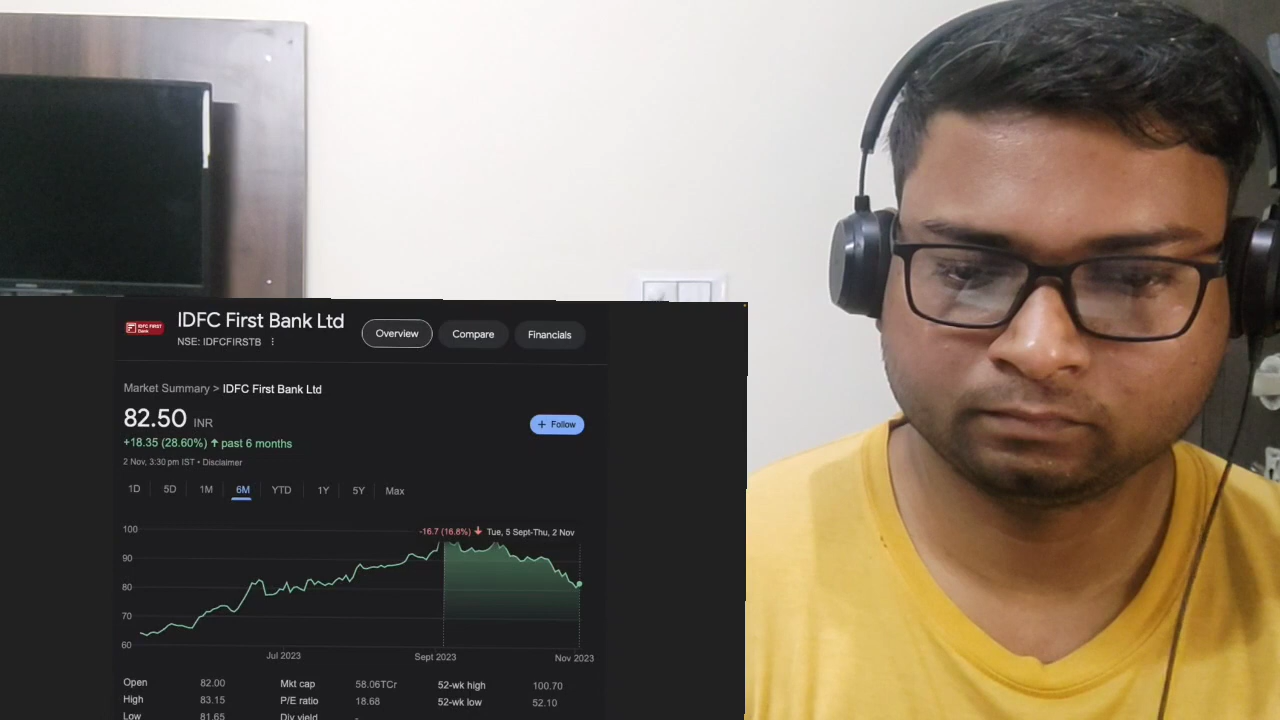 IDFC FIRST
Bank
IDFC First Bank Ltd
NSE: IDFCFIRSTB
Overview
Compare
Financials
Market Summary > IDFC First Bank Ltd
82.50 INR
+ Follow
+18.35 (28.60%) ↑ past 6 months
2 Nov, 3:30 pm IST • Disclaimer
1D 5D 1M 6M YTD 1Y 5Y Max
-16.7 (16.8%) ↓ Tue, 5 Sept-Thu, 2 Nov
100
90
80
70
60
Jul 2023 Sept 2023 Nov 2023
Open 82.00 Mkt cap 58.06TCr 52-wk high 100.70
High 83.15 P/E ratio 18.68 52-wk low 52.10
Low 81.65 Div yield -